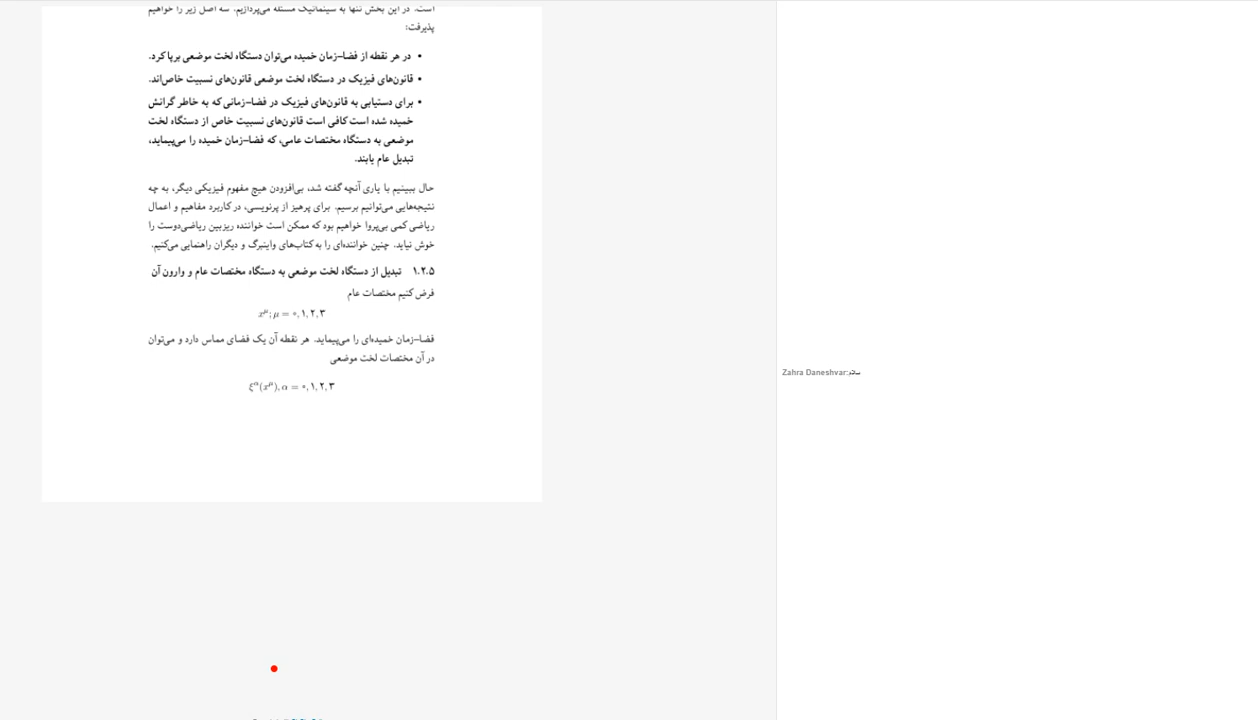 است. در این بخش تنها به سینماتیک مسئله می‌پردازیم. سه اصل زیر را خواهیم
پذیرفت:
• در هر نقطه از فضا–زمان خمیده می‌توان دستگاه لخت موضعی برپا کرد.
• قانون‌های فیزیک در دستگاه لخت موضعی قانون‌های نسبیت خاص‌اند.
• برای دستیابی به قانون‌های فیزیک در فضا–زمانی که به خاطر گرانش
خمیده شده است کافی است قانون‌های نسبیت خاص از دستگاه لخت
موضعی به دستگاه مختصات عامی، که فضا–زمان خمیده را می‌پیماید،
تبدیل عام یابند.
حال ببینیم با یاری آنچه گفته شد، بی‌افزودن هیچ مفهوم فیزیکی دیگر، به چه
نتیجه‌هایی می‌توانیم برسیم. برای پرهیز از پرنویسی، در کاربرد مفاهیم و اعمال
ریاضی کمی بی‌پروا خواهیم بود که ممکن است خواننده ریزبین ریاضی‌دوست را
خوش نیاید. چنین خواننده‌ای را به کتاب‌های واینبرگ و دیگران راهنمایی می‌کنیم.
۱.۲.۵ تبدیل از دستگاه لخت موضعی به دستگاه مختصات عام و وارون آن
فرض کنیم مختصات عام
x^μ; μ = ۰, ۱, ۲, ۳
فضا–زمان خمیده‌ای را می‌پیماید. هر نقطه آن یک فضای مماس دارد و می‌توان
در آن مختصات لخت موضعی
ξ^α(x^μ), α = ۰, ۱, ۲, ۳
Zahra Daneshvar:سلام